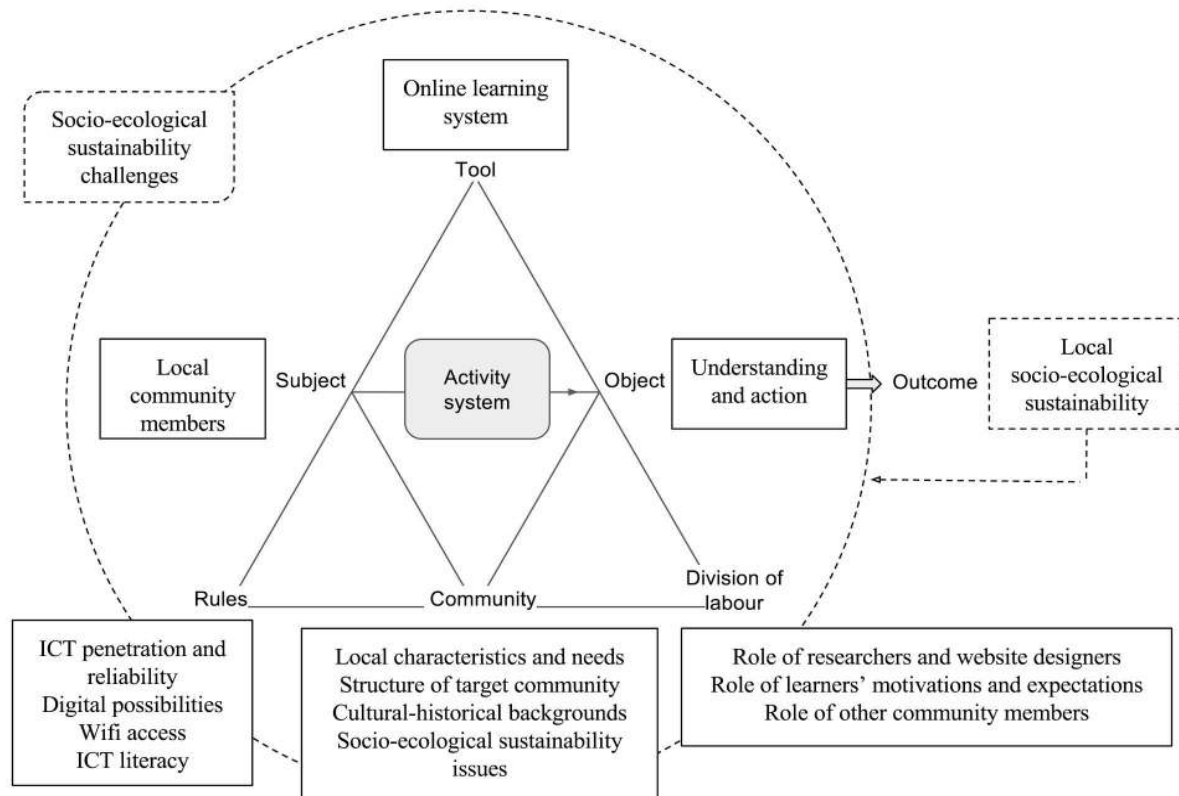 Online learning
system
Socio-ecological
sustainability
challenges
Tool
Local
community
members
Subject
Activity
system
Object
Understanding
and action
Outcome
Local
socio-ecological
sustainability
Rules
Community
Division of
labour
ICT penetration and
reliability
Digital possibilities
Wifi access
ICT literacy
Local characteristics and needs
Structure of target community
Cultural-historical backgrounds
Socio-ecological sustainability
issues
Role of researchers and website designers
Role of learners’ motivations and expectations
Role of other community members